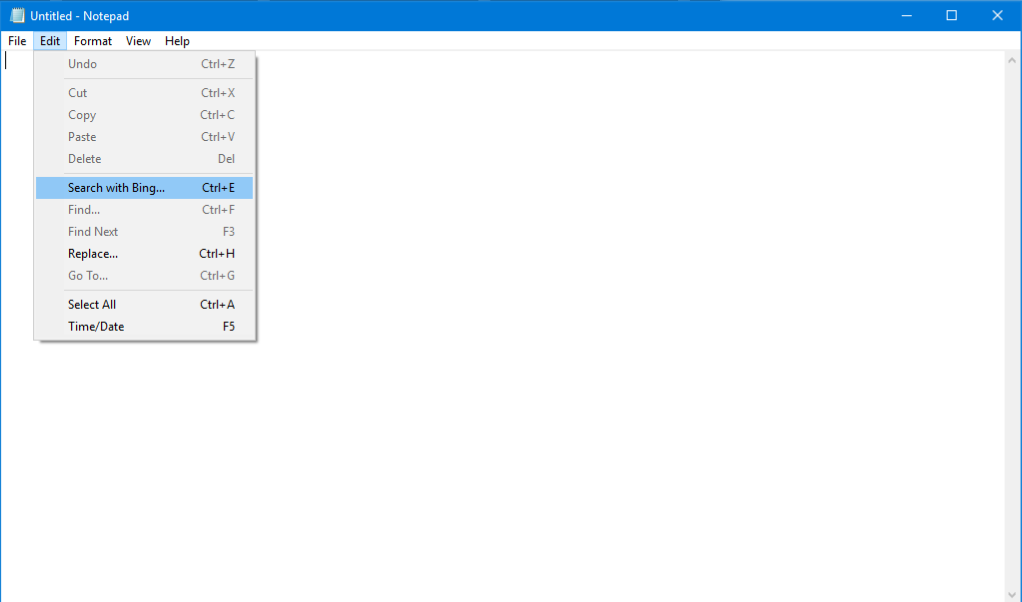 Untitled - Notepad
File Edit Format View Help
Undo Ctrl+Z
Cut Ctrl+X
Copy Ctrl+C
Paste Ctrl+V
Delete Del
Search with Bing... Ctrl+E
Find... Ctrl+F
Find Next F3
Replace... Ctrl+H
Go To... Ctrl+G
Select All Ctrl+A
Time/Date F5